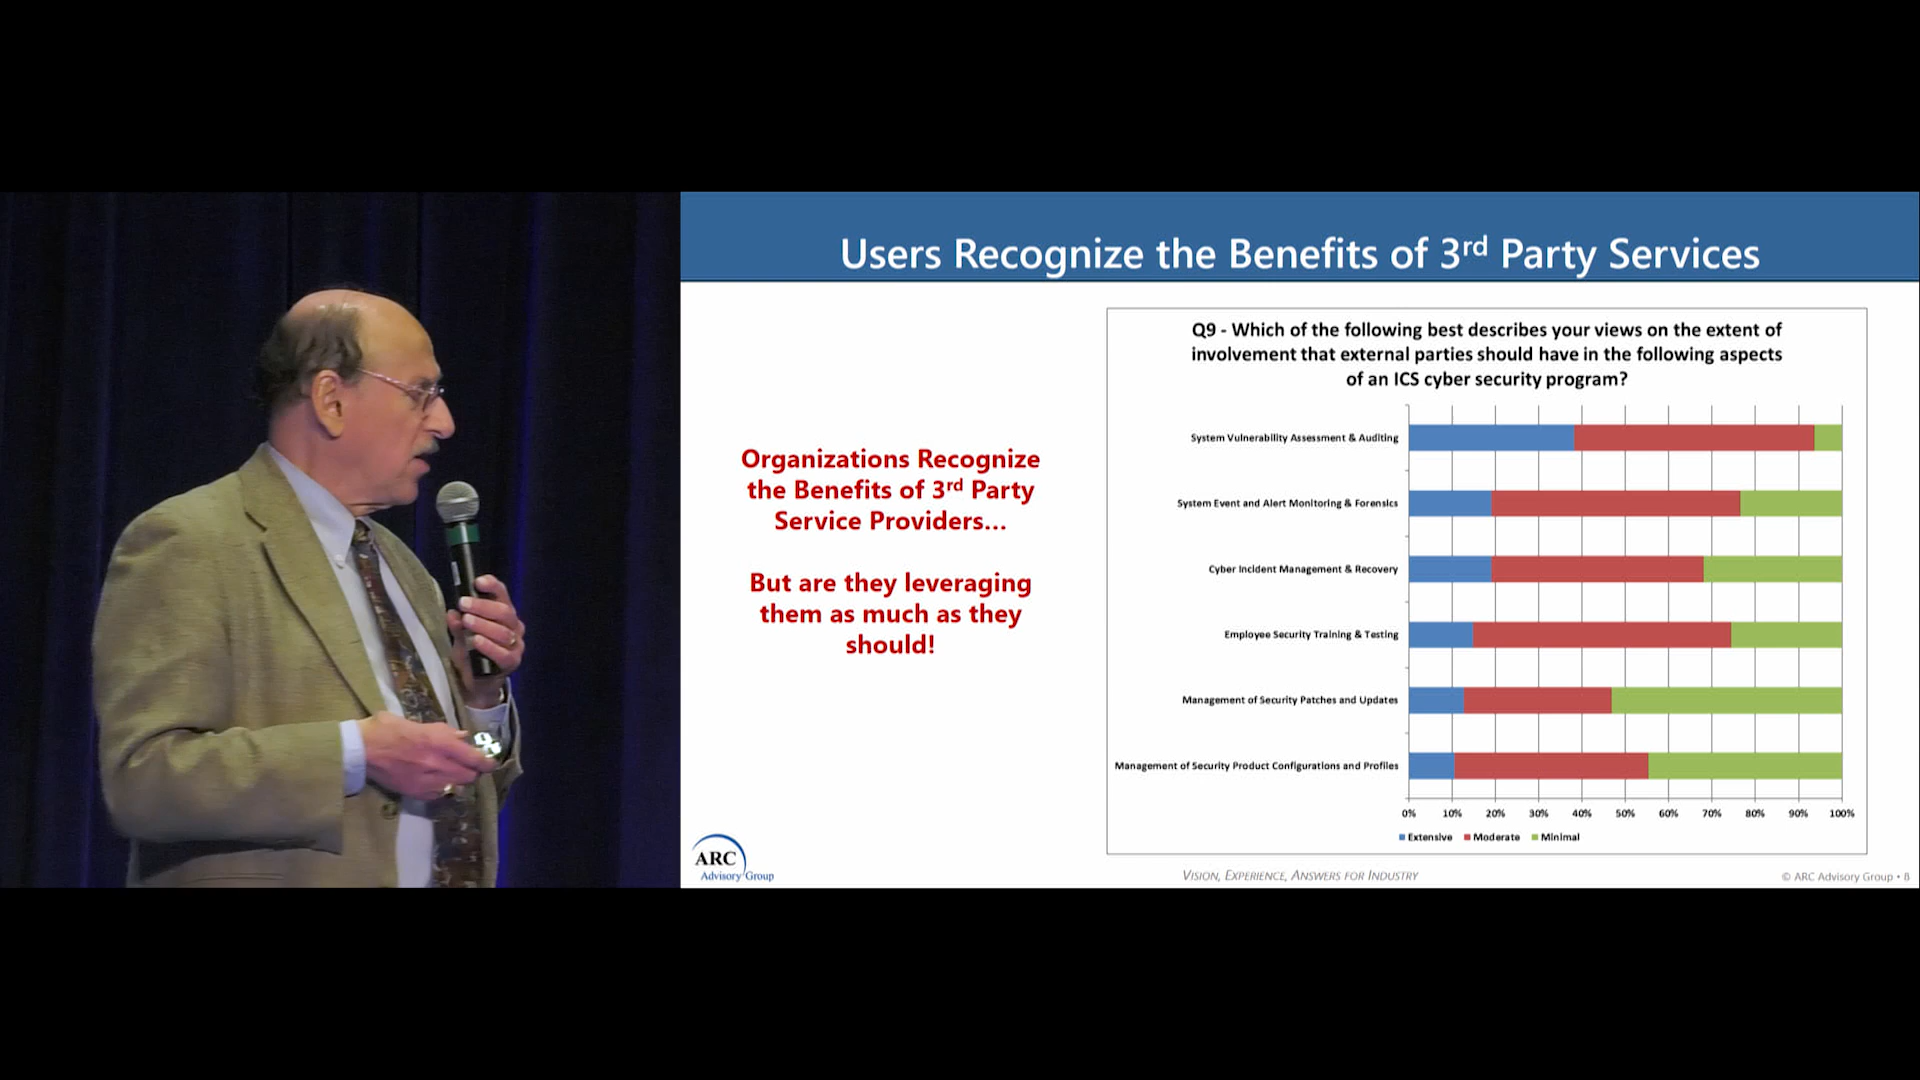 Users Recognize the Benefits of 3rd Party Services
Organizations Recognize
the Benefits of 3rd Party
Service Providers...
But are they leveraging
them as much as they
should!
Q9 - Which of the following best describes your views on the extent of
involvement that external parties should have in the following aspects
of an ICS cyber security program?
System Vulnerability Assessment & Auditing
System Event and Alert Monitoring & Forensics
Cyber Incident Management & Recovery
Employee Security Training & Testing
Management of Security Patches and Updates
Management of Security Product Configurations and Profiles
0% 10% 20% 30% 40% 50% 60% 70% 80% 90% 100%
Extensive Moderate Minimal
ARC
Advisory Group
VISION, EXPERIENCE, ANSWERS FOR INDUSTRY
© ARC Advisory Group • 8